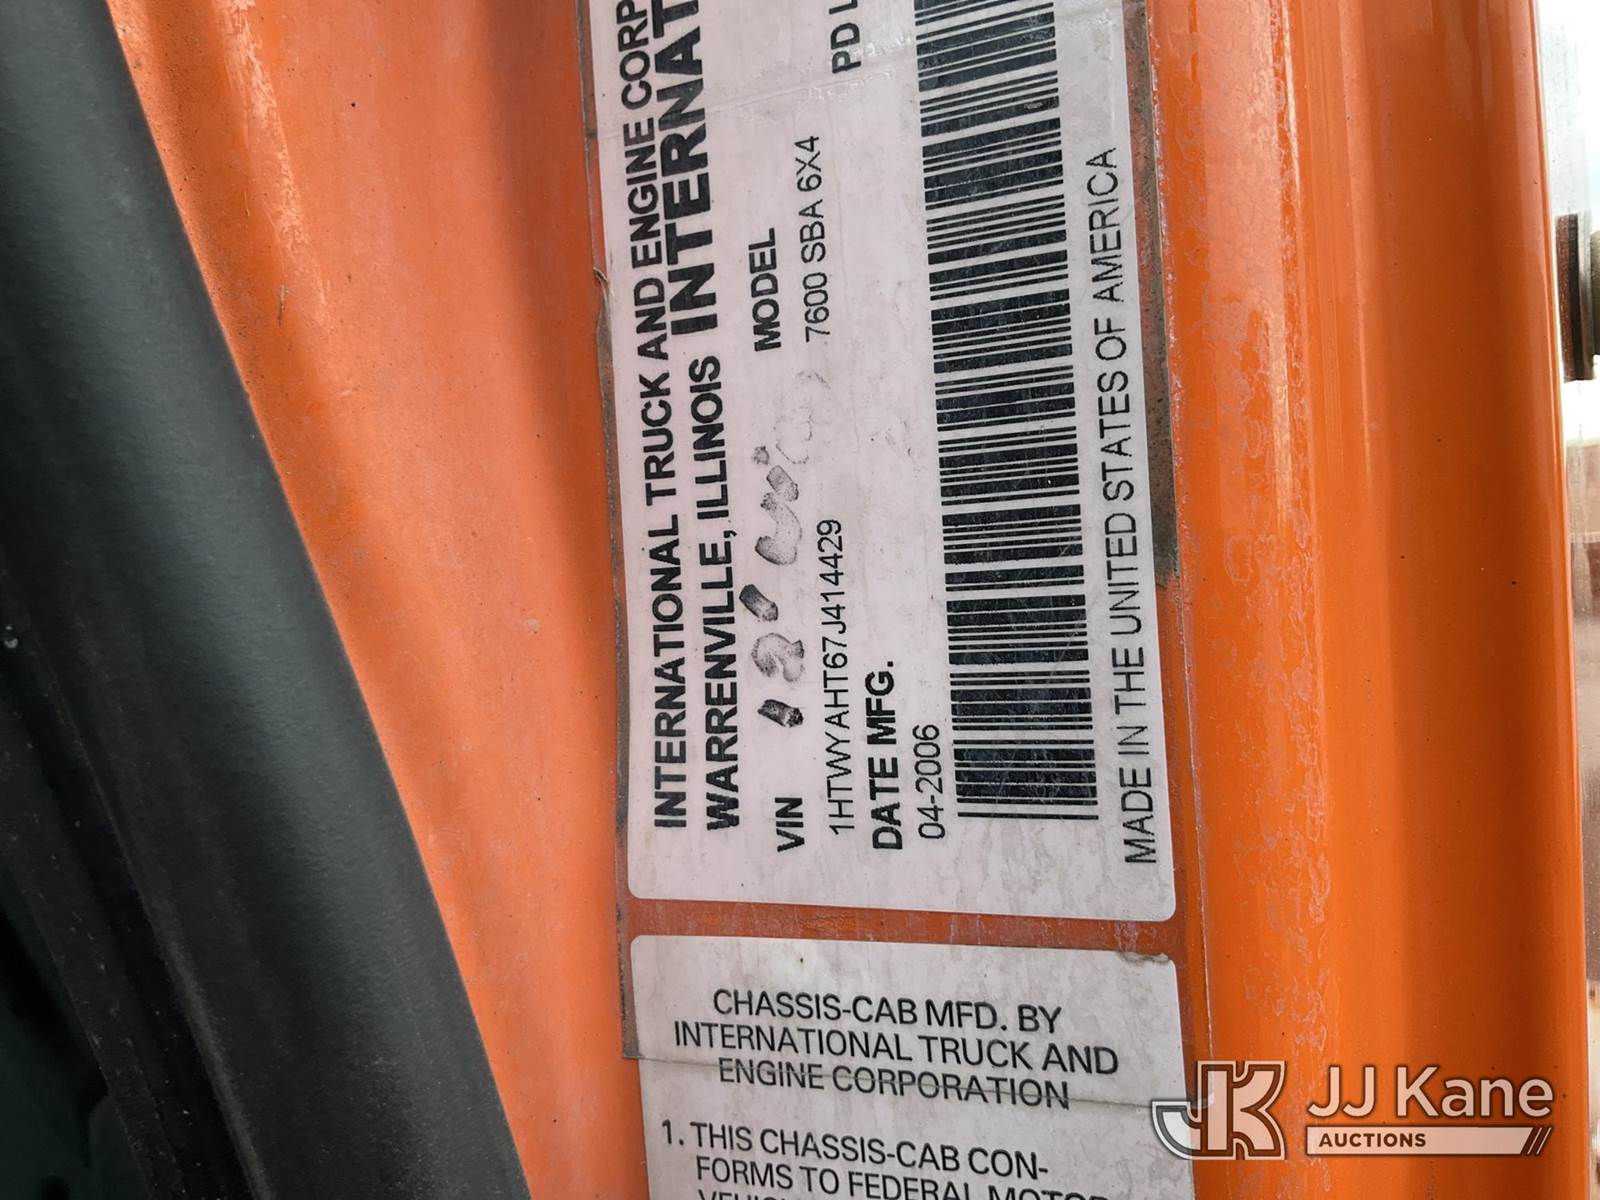 INTERNATIONAL TRUCK AND ENGINE CORP
WARRENVILLE, ILLINOIS INTERNAT
VIN MODEL PD L
1HTWYAHT67J414429 7600 SBA 6X4
DATE MFG.
04-2006
MADE IN THE UNITED STATES OF AMERICA
CHASSIS-CAB MFD. BY
INTERNATIONAL TRUCK AND
ENGINE CORPORATION
1. THIS CHASSIS-CAB CON-
FORMS TO FEDERAL MOTOR
JK JJ Kane
AUCTIONS